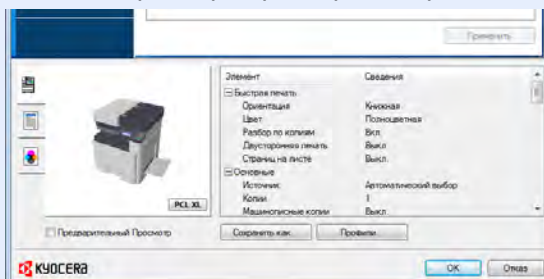 Применить
Элемент Сведения
Быстрая печать
Ориентация Книжная
Цвет Полноцветная
Разбор по копиям Вкл.
Двусторонняя печать Выкл.
Страниц на листе Выкл.
Основные
Источник Автоматический выбор
Копии 1
Машинописные копии Выкл.
PCL XL
Предварительный Просмотр Сохранить как... Профили...
KYOCERA OK Отказ